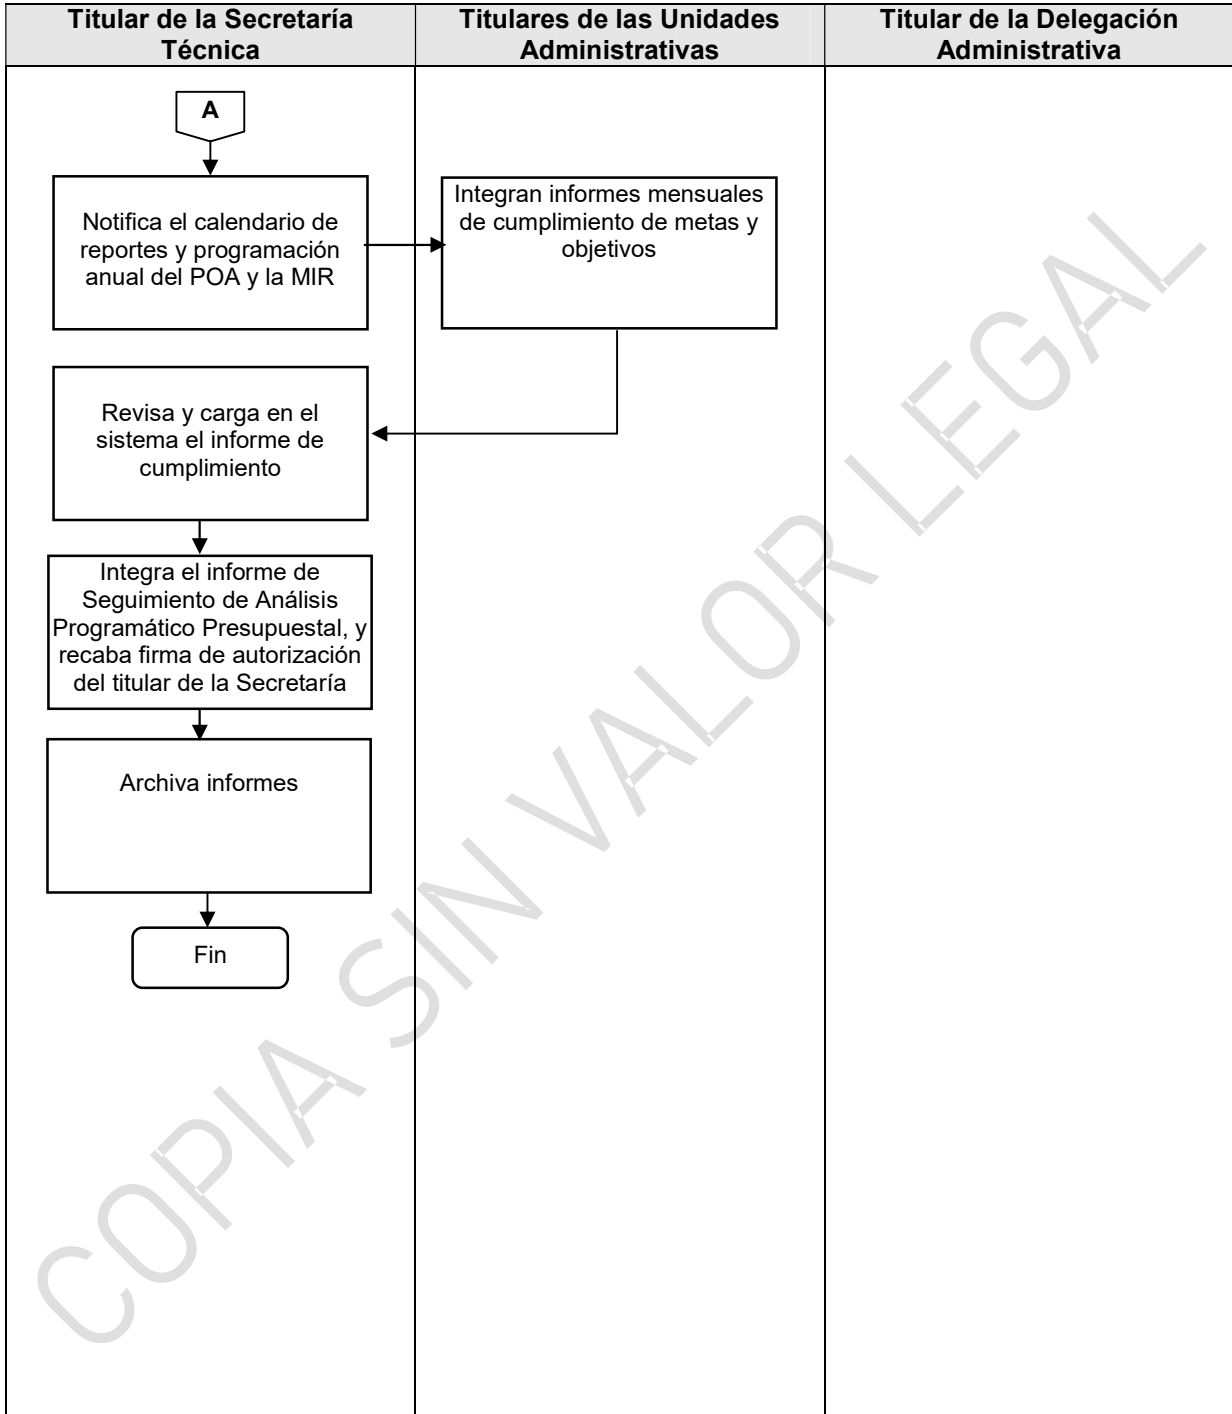 Titular de la Secretaría
Técnica
Titulares de las Unidades
Administrativas
Titular de la Delegación
Administrativa
A
Notifica el calendario de
reportes y programación
anual del POA y la MIR
Integran informes mensuales
de cumplimiento de metas y
objetivos
Revisa y carga en el
sistema el informe de
cumplimiento
Integra el informe de
Seguimiento de Análisis
Programático Presupuestal, y
recaba firma de autorización
del titular de la Secretaría
Archiva informes
Fin
COPIA SIN VALOR LEGAL